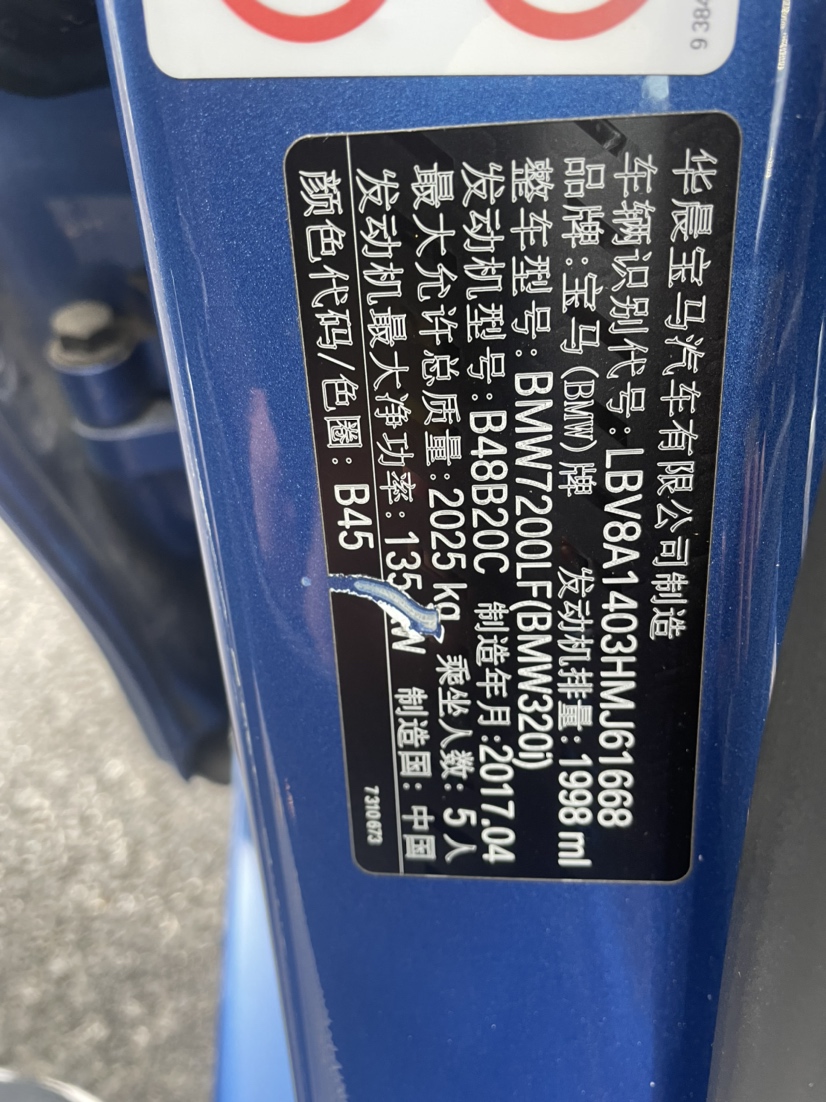 9 384
华晨宝马汽车有限公司制造
车辆识别代号:LBV8A1403HMJ61668
品牌:宝马(BMW)牌 发动机排量:1998 ml
整车型号:BMW7200LF(BMW320i)
发动机型号:B48B20C 制造年月:2017.04
最大允许总质量:2025 kg 乘坐人数:5人
发动机最大净功率:135 W 制造国:中国
颜色代码/色圈:B45
7310673